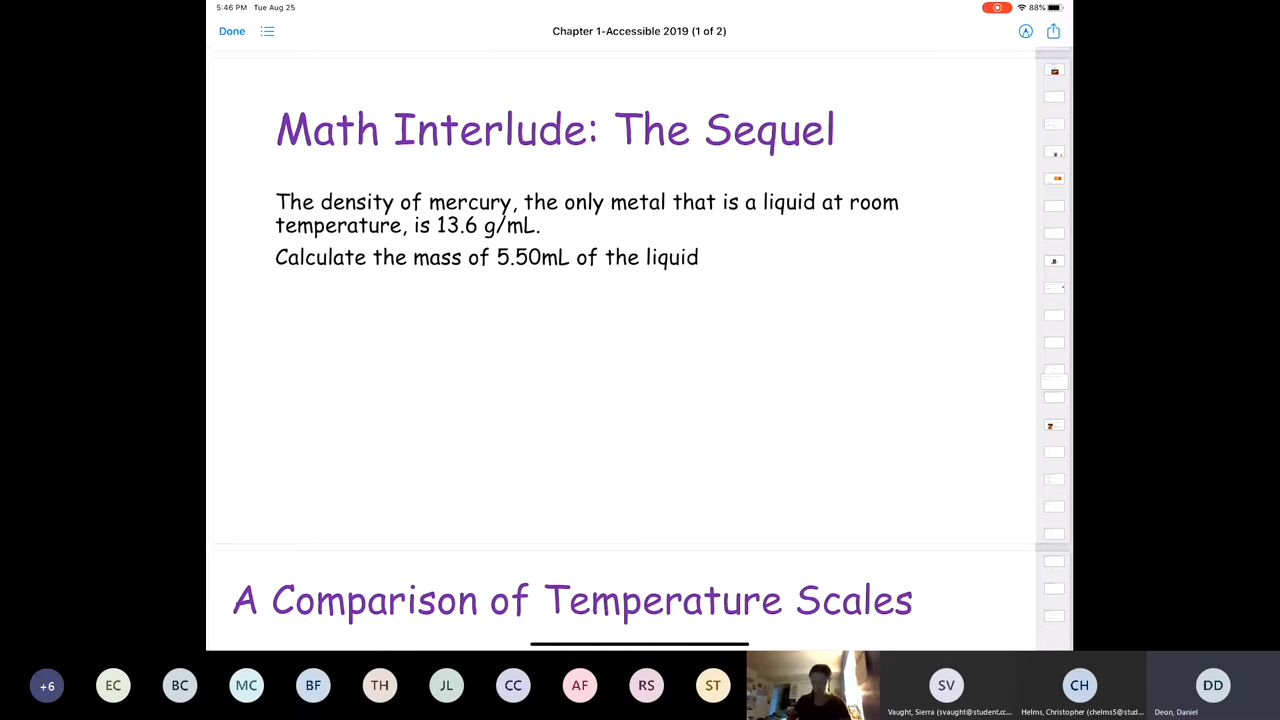 5:46 PM Tue Aug 25
88%
Done
Chapter 1-Accessible 2019 (1 of 2)
Math Interlude: The Sequel
The density of mercury, the only metal that is a liquid at room
temperature, is 13.6 g/mL.
Calculate the mass of 5.50mL of the liquid
A Comparison of Temperature Scales
+6
EC
BC
MC
BF
TH
JL
CC
AF
RS
ST
SV
CH
DD
Vaught, Sierra (svaught@student.cc...
Helms, Christopher (chelms5@stud...
Deon, Daniel